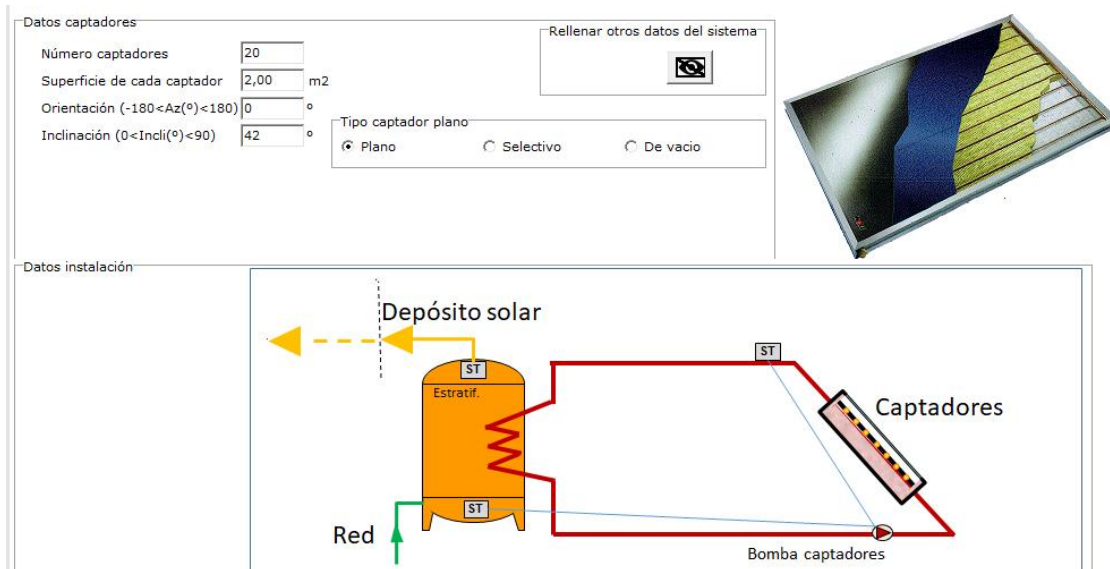 Datos captadores
Número captadores 20
Superficie de cada captador 2,00 m2
Orientación (-180<Az(º)<180) 0 º
Inclinación (0<Incli(º)<90) 42 º
Rellenar otros datos del sistema
Tipo captador plano
Plano Selectivo De vacio
Datos instalación
Depósito solar
ST
ST
Estratif.
Captadores
ST
Red
Bomba captadores